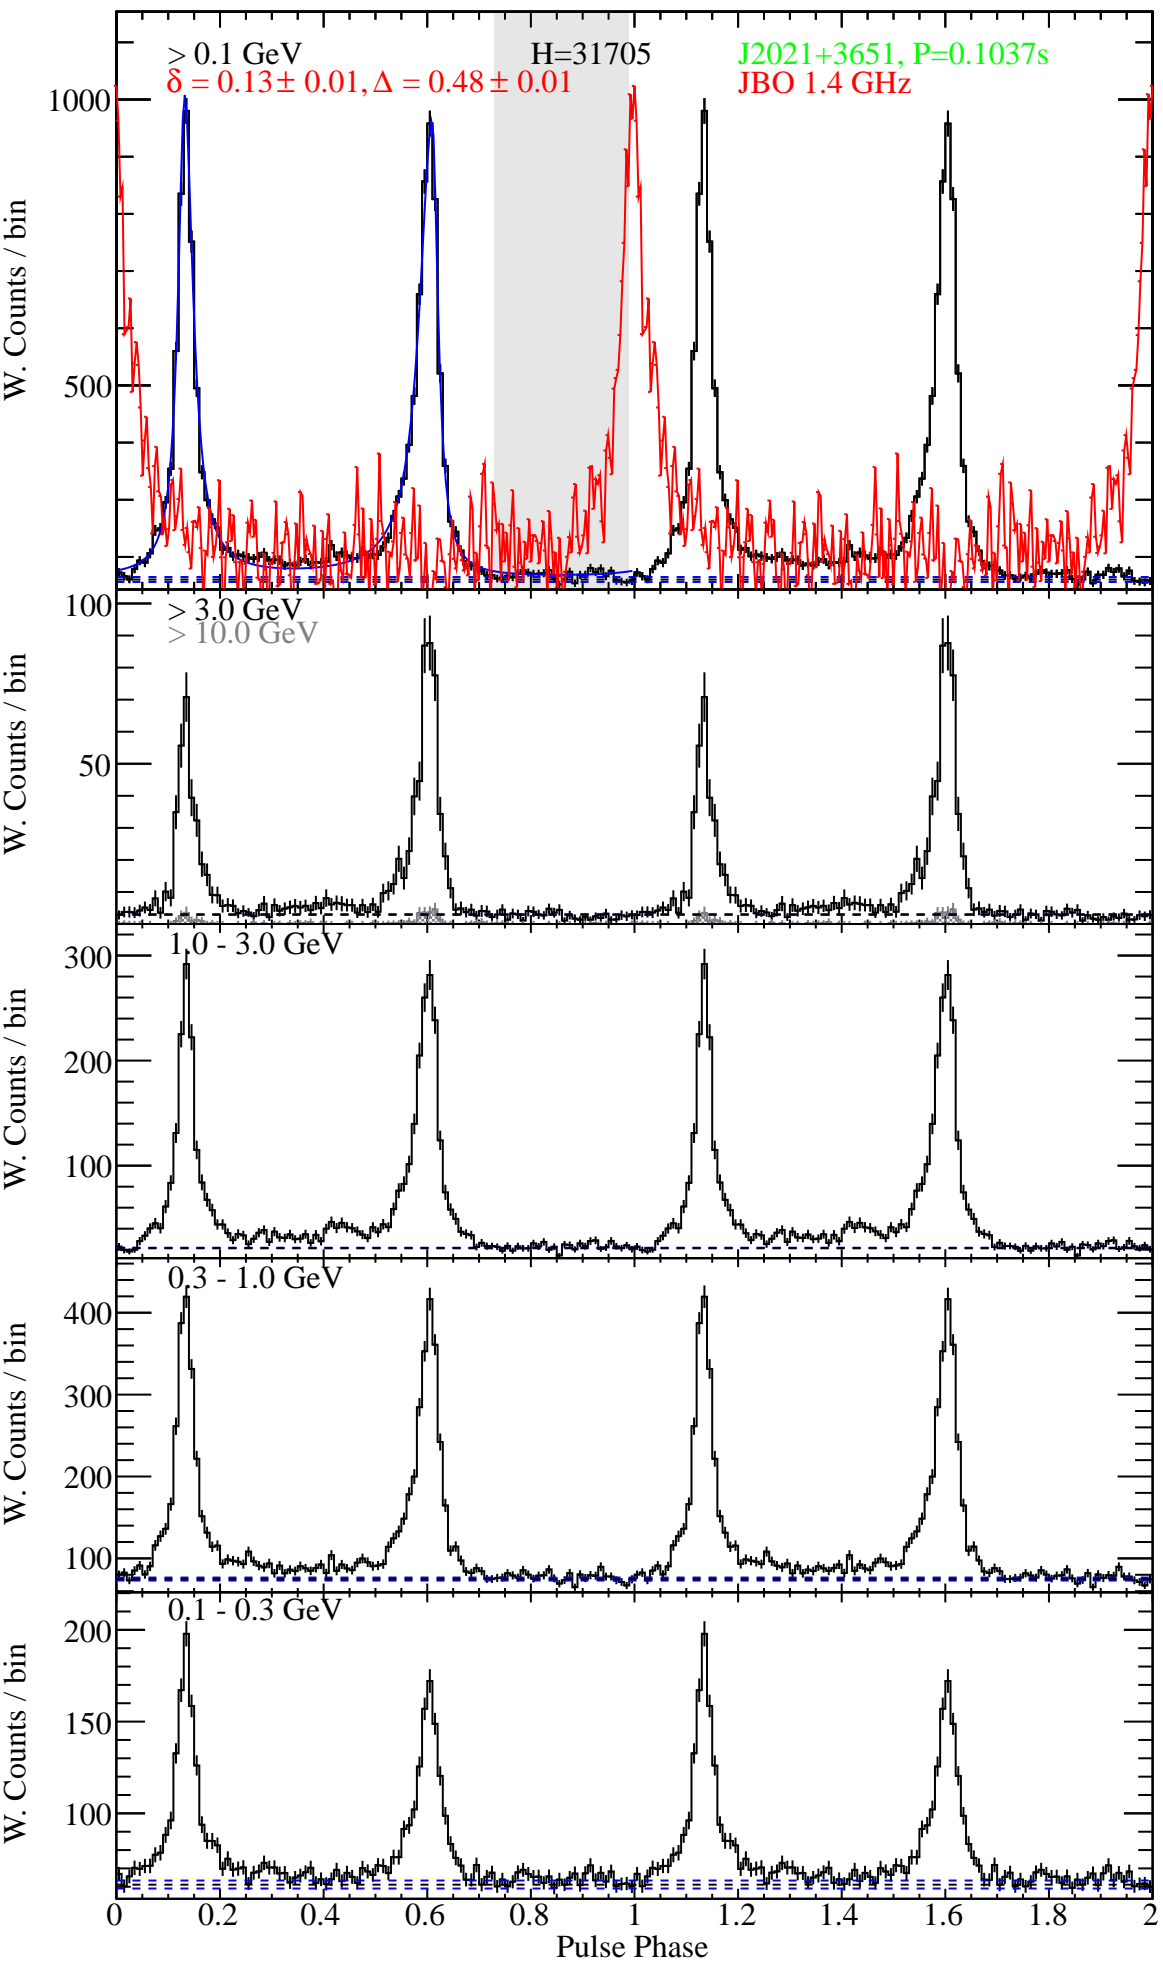 > 0.1 GeV H=31705 J2021+3651, P=0.1037s
δ = 0.13 ± 0.01, Δ = 0.48 ± 0.01 JBO 1.4 GHz
1000
500
W. Counts / bin
> 3.0 GeV
> 10.0 GeV
100
50
W. Counts / bin
1.0 - 3.0 GeV
300
200
100
W. Counts / bin
0.3 - 1.0 GeV
400
300
200
100
W. Counts / bin
0.1 - 0.3 GeV
200
150
100
W. Counts / bin
0 0.2 0.4 0.6 0.8 1 1.2 1.4 1.6 1.8 2
Pulse Phase